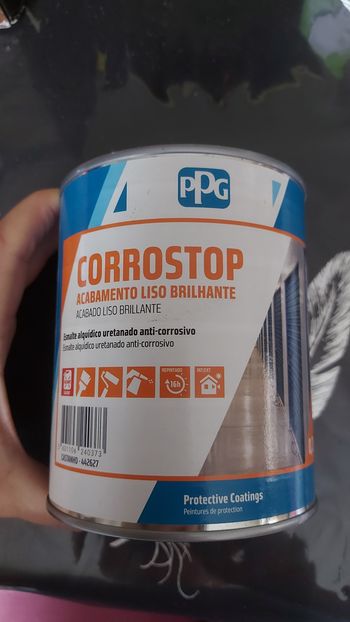 PPG
CORROSTOP
ACABAMENTO LISO BRILHANTE
ACABADO LISO BRILLANTE
Esmalte alquídico uretanado anti-corrosivo
Esmalte alquídico uretanado anti-corrosivo
REPINTADO
16h
INT/EXT
CASTANHO - 442627
Protective Coatings
Peintures de protection